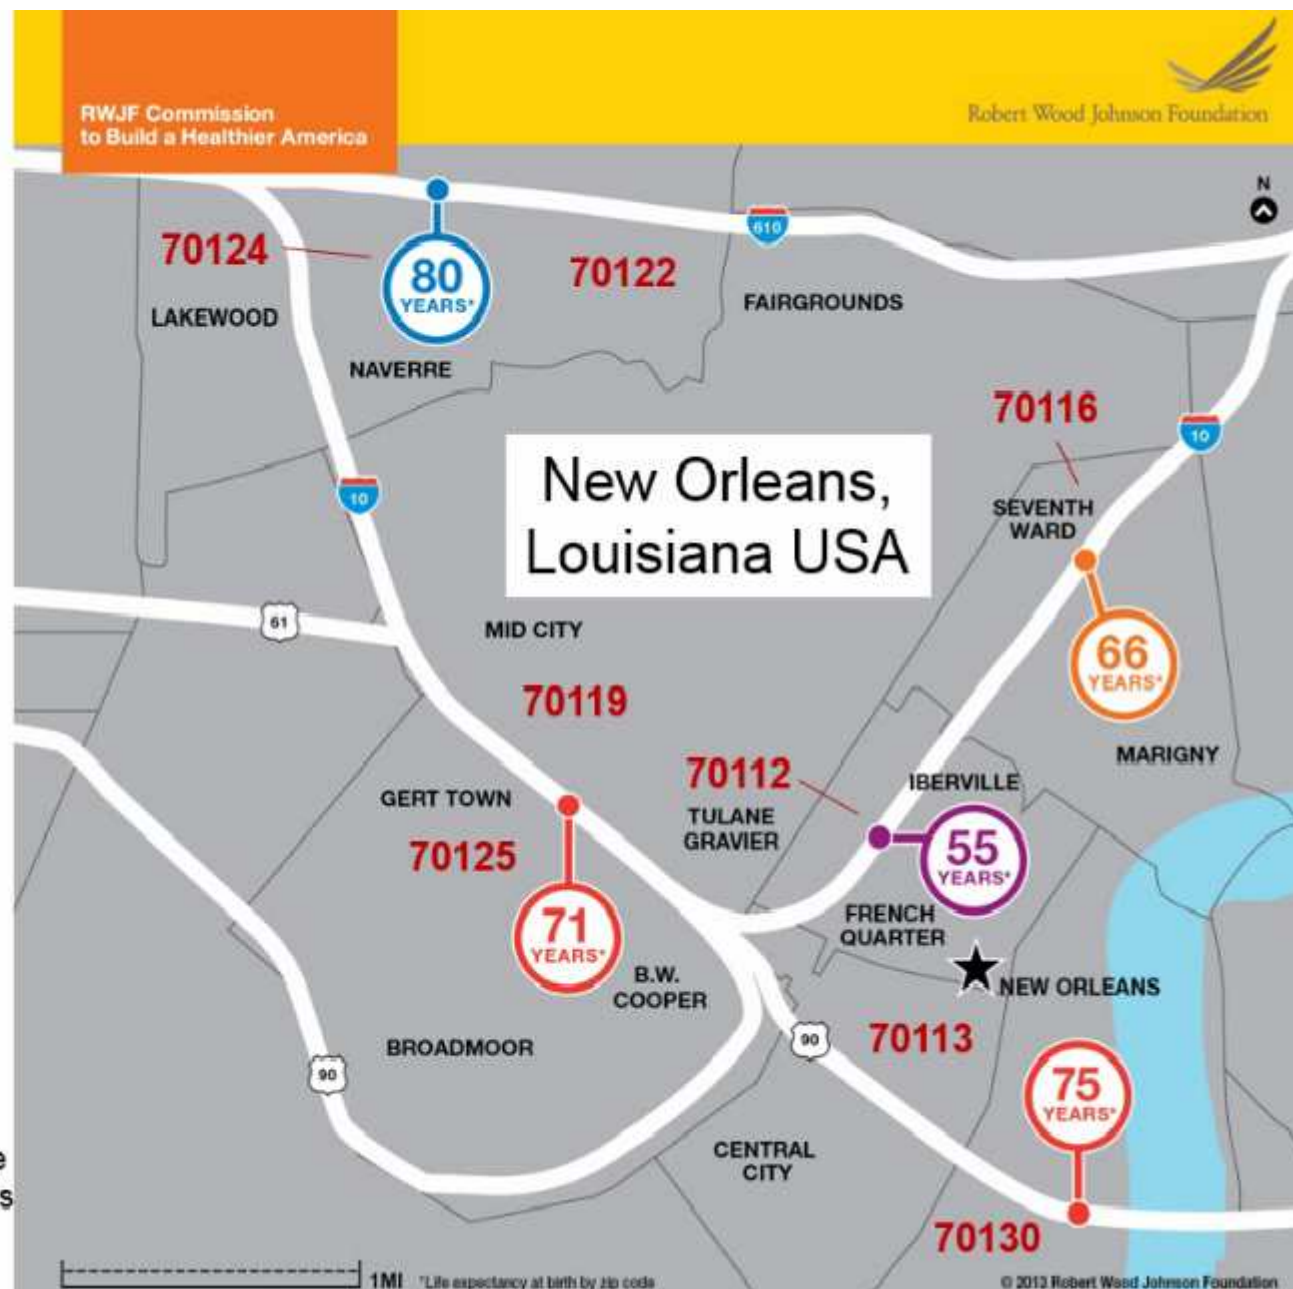 RWJF Commission
to Build a Healthier America
Robert Wood Johnson Foundation
N
610
70124
80
YEARS*
70122
LAKEWOOD
FAIRGROUNDS
NAVERRE
70116
10
New Orleans,
Louisiana USA
10
SEVENTH
WARD
61
MID CITY
66
YEARS*
70119
MARIGNY
70112
IBERVILLE
GERT TOWN
TULANE
GRAVIER
70125
55
YEARS*
71
YEARS*
FRENCH
QUARTER
B.W.
COOPER
NEW ORLEANS
70113
90
BROADMOOR
90
75
YEARS*
CENTRAL
CITY
70130
1MI
*Life expectancy at birth by zip code
© 2013 Robert Wood Johnson Foundation